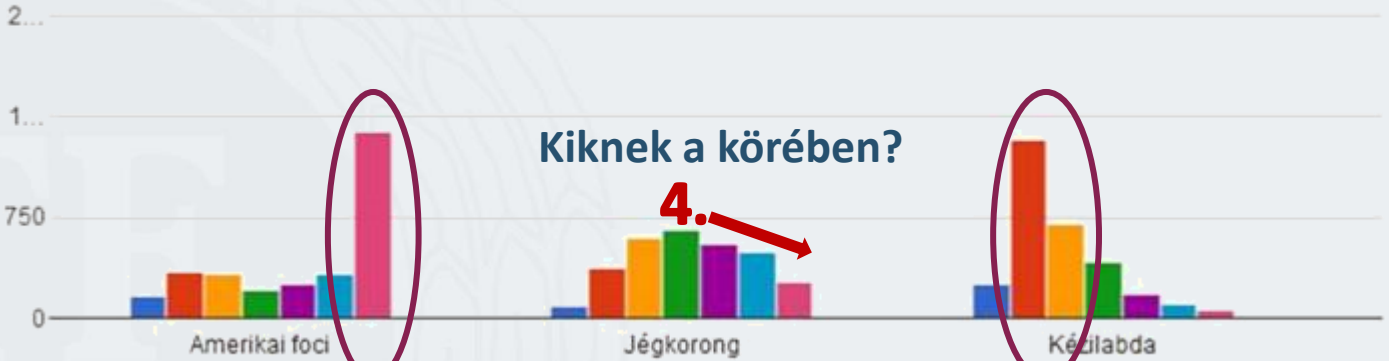 2...
1...
Kiknek a körében?
4.
750
0
Amerikai foci
Jégkorong
Kézilabda